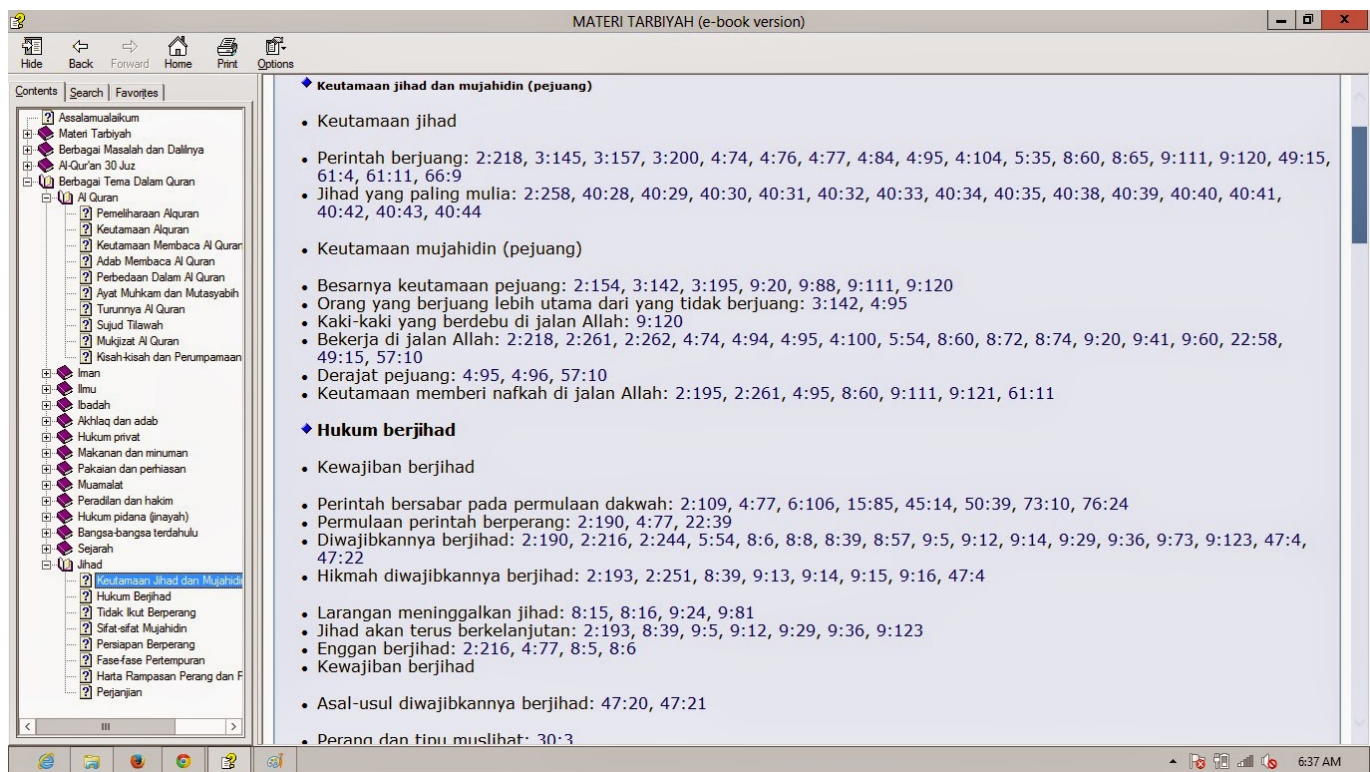 MATERI TARBIYAH (e-book version)
Hide Back Forward Home Print Options
Contents Search Favorites
Assalamualaikum
Materi Tarbiyah
Berbagai Masalah dan Dalilnya
Al-Qur'an 30 Juz
Berbagai Tema Dalam Quran
Al Quran
Pemeliharaan Alquran
Keutamaan Alquran
Keutamaan Membaca Al Quran
Adab Membaca Al Quran
Perbedaan Dalam Al Quran
Ayat Muhkam dan Mutasyabih
Turunnya Al Quran
Sujud Tilawah
Mukjizat Al Quran
Kisah-kisah dan Perumpamaan
Iman
Ilmu
Ibadah
Akhlaq dan adab
Hukum privat
Makanan dan minuman
Pakaian dan perhiasan
Muamalat
Peradilan dan hakim
Hukum pidana (jinayah)
Bangsa-bangsa terdahulu
Sejarah
Jihad
Keutamaan Jihad dan Mujahidi
Hukum Berjihad
Tidak Ikut Berperang
Sifat-sifat Mujahidin
Persiapan Berperang
Fase-fase Pertempuran
Harta Rampasan Perang dan F
Perjanjian
Keutamaan jihad dan mujahidin (pejuang)
• Keutamaan jihad
• Perintah berjuang: 2:218, 3:145, 3:157, 3:200, 4:74, 4:76, 4:77, 4:84, 4:95, 4:104, 5:35, 8:60, 8:65, 9:111, 9:120, 49:15,
61:4, 61:11, 66:9
• Jihad yang paling mulia: 2:258, 40:28, 40:29, 40:30, 40:31, 40:32, 40:33, 40:34, 40:35, 40:38, 40:39, 40:40, 40:41,
40:42, 40:43, 40:44
• Keutamaan mujahidin (pejuang)
• Besarnya keutamaan pejuang: 2:154, 3:142, 3:195, 9:20, 9:88, 9:111, 9:120
• Orang yang berjuang lebih utama dari yang tidak berjuang: 3:142, 4:95
• Kaki-kaki yang berdebu di jalan Allah: 9:120
• Bekerja di jalan Allah: 2:218, 2:261, 2:262, 4:74, 4:94, 4:95, 4:100, 5:54, 8:60, 8:72, 8:74, 9:20, 9:41, 9:60, 22:58,
49:15, 57:10
• Derajat pejuang: 4:95, 4:96, 57:10
• Keutamaan memberi nafkah di jalan Allah: 2:195, 2:261, 4:95, 8:60, 9:111, 9:121, 61:11
Hukum berjihad
• Kewajiban berjihad
• Perintah bersabar pada permulaan dakwah: 2:109, 4:77, 6:106, 15:85, 45:14, 50:39, 73:10, 76:24
• Permulaan perintah berperang: 2:190, 4:77, 22:39
• Diwajibkannya berjihad: 2:190, 2:216, 2:244, 5:54, 8:6, 8:8, 8:39, 8:57, 9:5, 9:12, 9:14, 9:29, 9:36, 9:73, 9:123, 47:4,
47:22
• Hikmah diwajibkannya berjihad: 2:193, 2:251, 8:39, 9:13, 9:14, 9:15, 9:16, 47:4
• Larangan meninggalkan jihad: 8:15, 8:16, 9:24, 9:81
• Jihad akan terus berkelanjutan: 2:193, 8:39, 9:5, 9:12, 9:29, 9:36, 9:123
• Enggan berjihad: 2:216, 4:77, 8:5, 8:6
• Kewajiban berjihad
• Asal-usul diwajibkannya berjihad: 47:20, 47:21
• Perang dan tipu muslihat: 30:3
6:37 AM